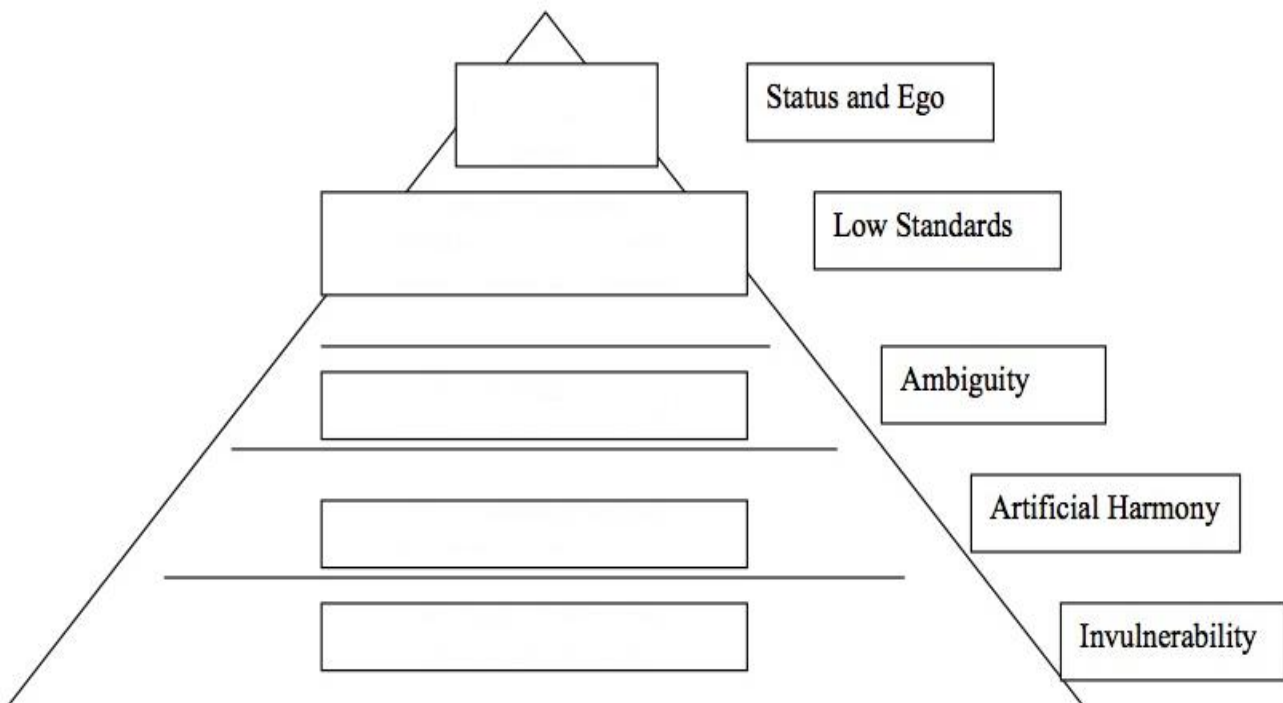 Status and Ego
Low Standards
Ambiguity
Artificial Harmony
Invulnerability